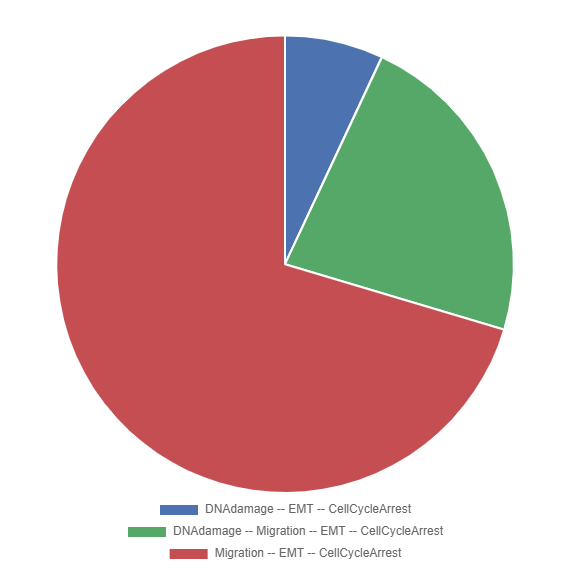 DNAdamage -- EMT -- CellCycleArrest
DNAdamage -- Migration -- EMT -- CellCycleArrest
Migration -- EMT -- CellCycleArrest